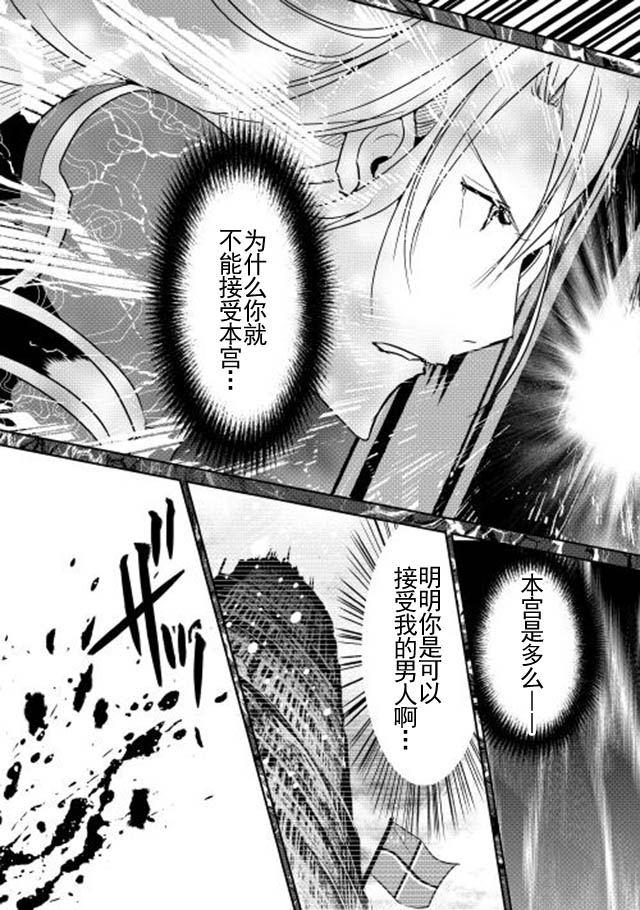 为什么你就
不能接受本宫…
本宫是多么——
明明你是可以
接受我的男人啊…